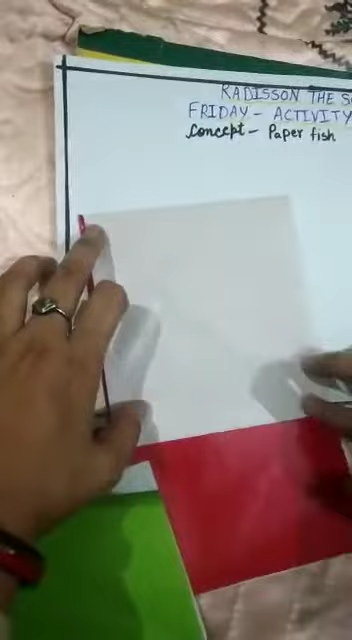 RADISSON THE
FRIDAY - ACTIVITY
Concept - Paper fish